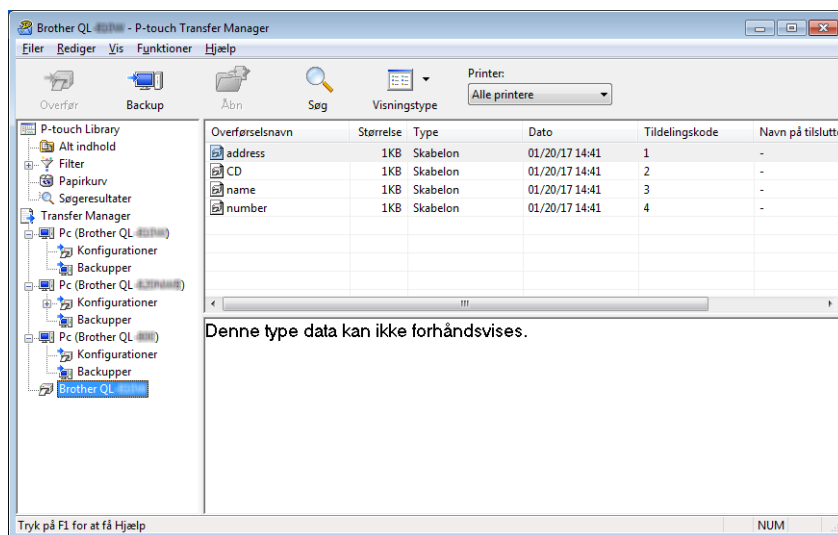 Brother QL - P-touch Transfer Manager
Filer Rediger Vis Funktioner Hjælp
Overfør Backup Åbn Søg Visningstype
Printer:
Alle printere
P-touch Library
Alt indhold
Filter
Papirkurv
Søgeresultater
Transfer Manager
Pc (Brother QL-)
Konfigurationer
Backupper
Pc (Brother QL-)
Konfigurationer
Backupper
Pc (Brother QL-)
Konfigurationer
Backupper
Brother QL-
Overførselsnavn Størrelse Type Dato Tildelingskode Navn på tilslutte
address 1KB Skabelon 01/20/17 14:41 1 -
CD 1KB Skabelon 01/20/17 14:41 2 -
name 1KB Skabelon 01/20/17 14:41 3 -
number 1KB Skabelon 01/20/17 14:41 4 -
Denne type data kan ikke forhåndsvises.
Tryk på F1 for at få Hjælp
NUM